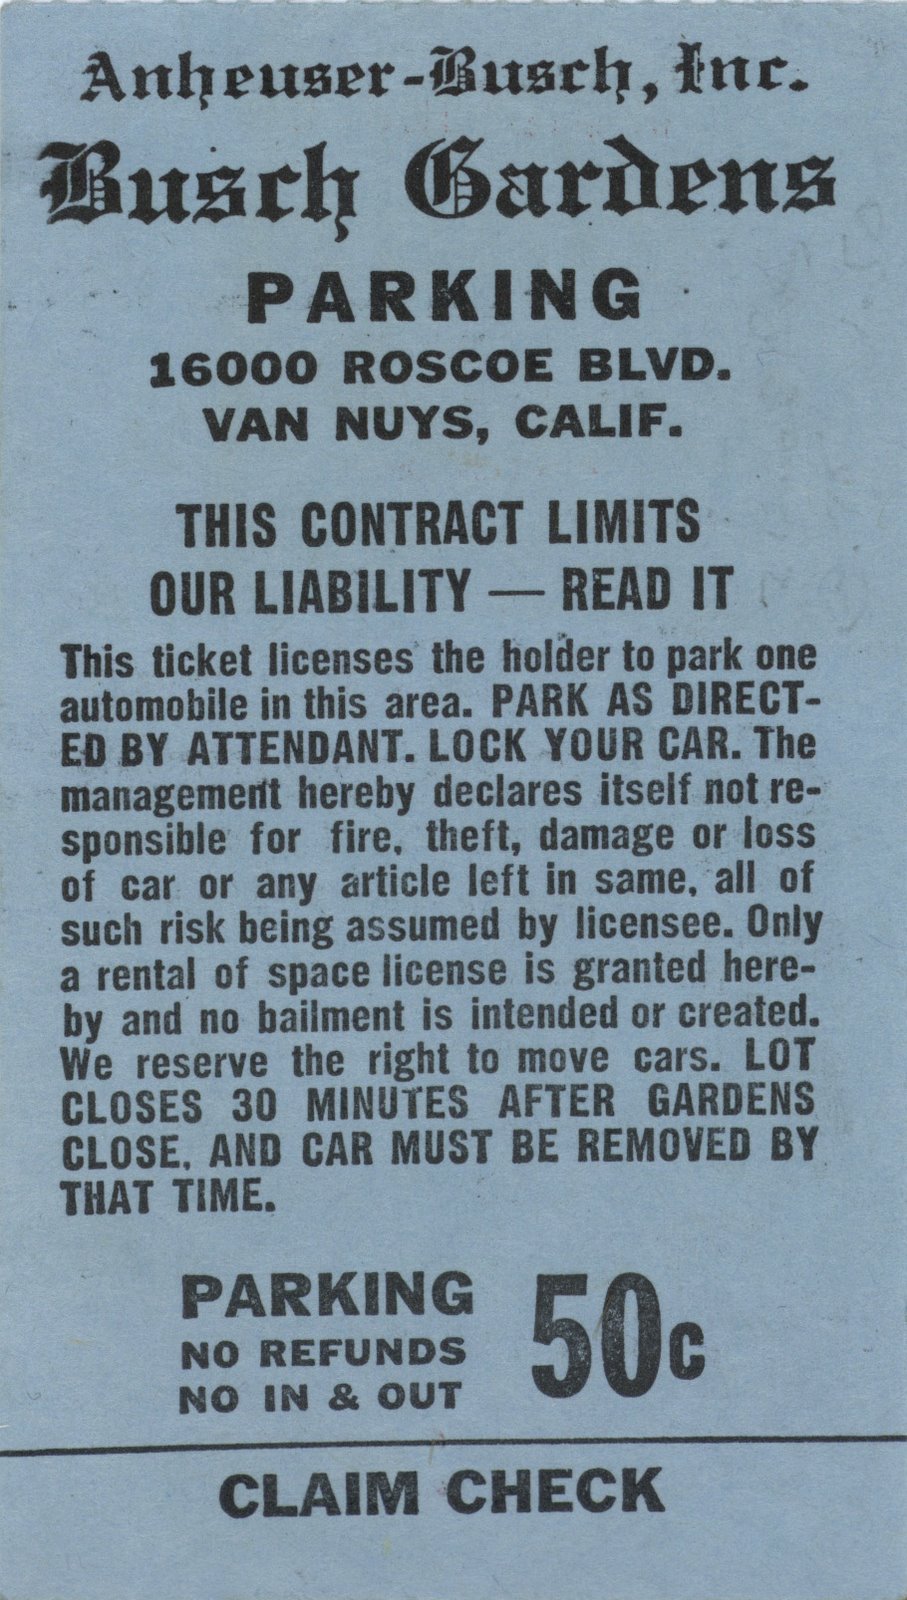 Anheuser-Busch, Inc.
Busch Gardens
PARKING
16000 ROSCOE BLVD.
VAN NUYS, CALIF.
THIS CONTRACT LIMITS
OUR LIABILITY — READ IT
This ticket licenses the holder to park one
automobile in this area. PARK AS DIRECT-
ED BY ATTENDANT. LOCK YOUR CAR. The
management hereby declares itself not re-
sponsible for fire, theft, damage or loss
of car or any article left in same, all of
such risk being assumed by licensee. Only
a rental of space license is granted here-
by and no bailment is intended or created.
We reserve the right to move cars. LOT
CLOSES 30 MINUTES AFTER GARDENS
CLOSE, AND CAR MUST BE REMOVED BY
THAT TIME.
PARKING 50c
NO REFUNDS
NO IN & OUT
CLAIM CHECK